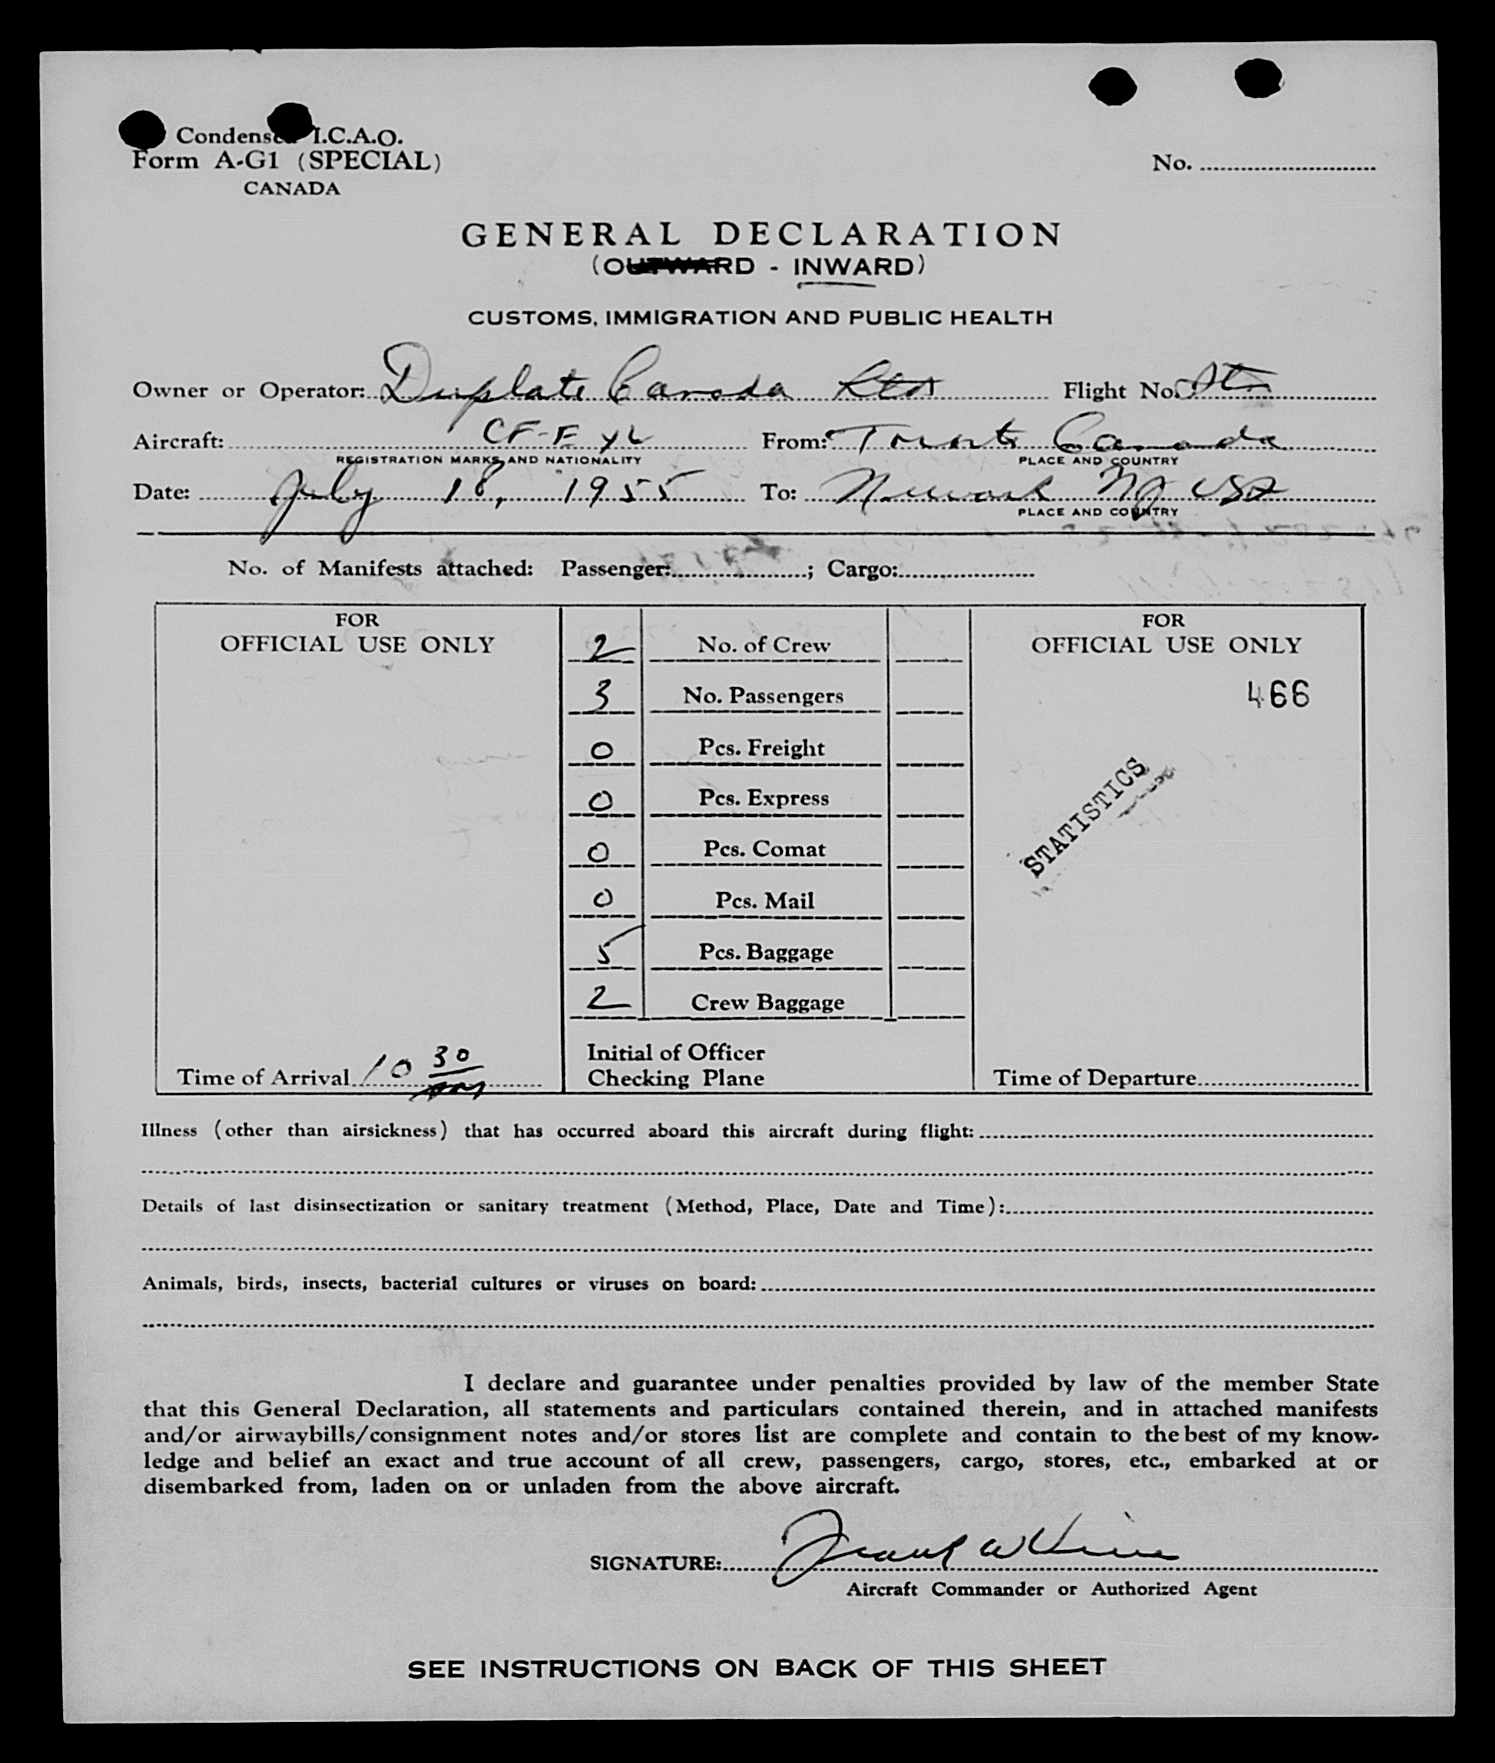 Condensed I.C.A.O.
Form A-G1 (SPECIAL)
CANADA
No.
GENERAL DECLARATION
(OUTWARD - INWARD)
CUSTOMS, IMMIGRATION AND PUBLIC HEALTH
Owner or Operator: Duplate Canada Ltd Flight No.
Aircraft: CF-EYL From: Toronto Canada
REGISTRATION MARKS AND NATIONALITY PLACE AND COUNTRY
Date: July 18, 1955 To: Newark NJ USA
PLACE AND COUNTRY
No. of Manifests attached: Passenger: ; Cargo:
FOR
OFFICIAL USE ONLY
2 No. of Crew
3 No. Passengers
0 Pcs. Freight
0 Pcs. Express
0 Pcs. Comat
0 Pcs. Mail
5 Pcs. Baggage
2 Crew Baggage
FOR
OFFICIAL USE ONLY
466
STATISTICS
Time of Arrival 10 30 AM
Initial of Officer
Checking Plane
Time of Departure
Illness (other than airsickness) that has occurred aboard this aircraft during flight:
Details of last disinsectization or sanitary treatment (Method, Place, Date and Time):
Animals, birds, insects, bacterial cultures or viruses on board:
I declare and guarantee under penalties provided by law of the member State
that this General Declaration, all statements and particulars contained therein, and in attached manifests
and/or airwaybills/consignment notes and/or stores list are complete and contain to the best of my know-
ledge and belief an exact and true account of all crew, passengers, cargo, stores, etc., embarked at or
disembarked from, laden on or unladen from the above aircraft.
SIGNATURE: Frank
Aircraft Commander or Authorized Agent
SEE INSTRUCTIONS ON BACK OF THIS SHEET